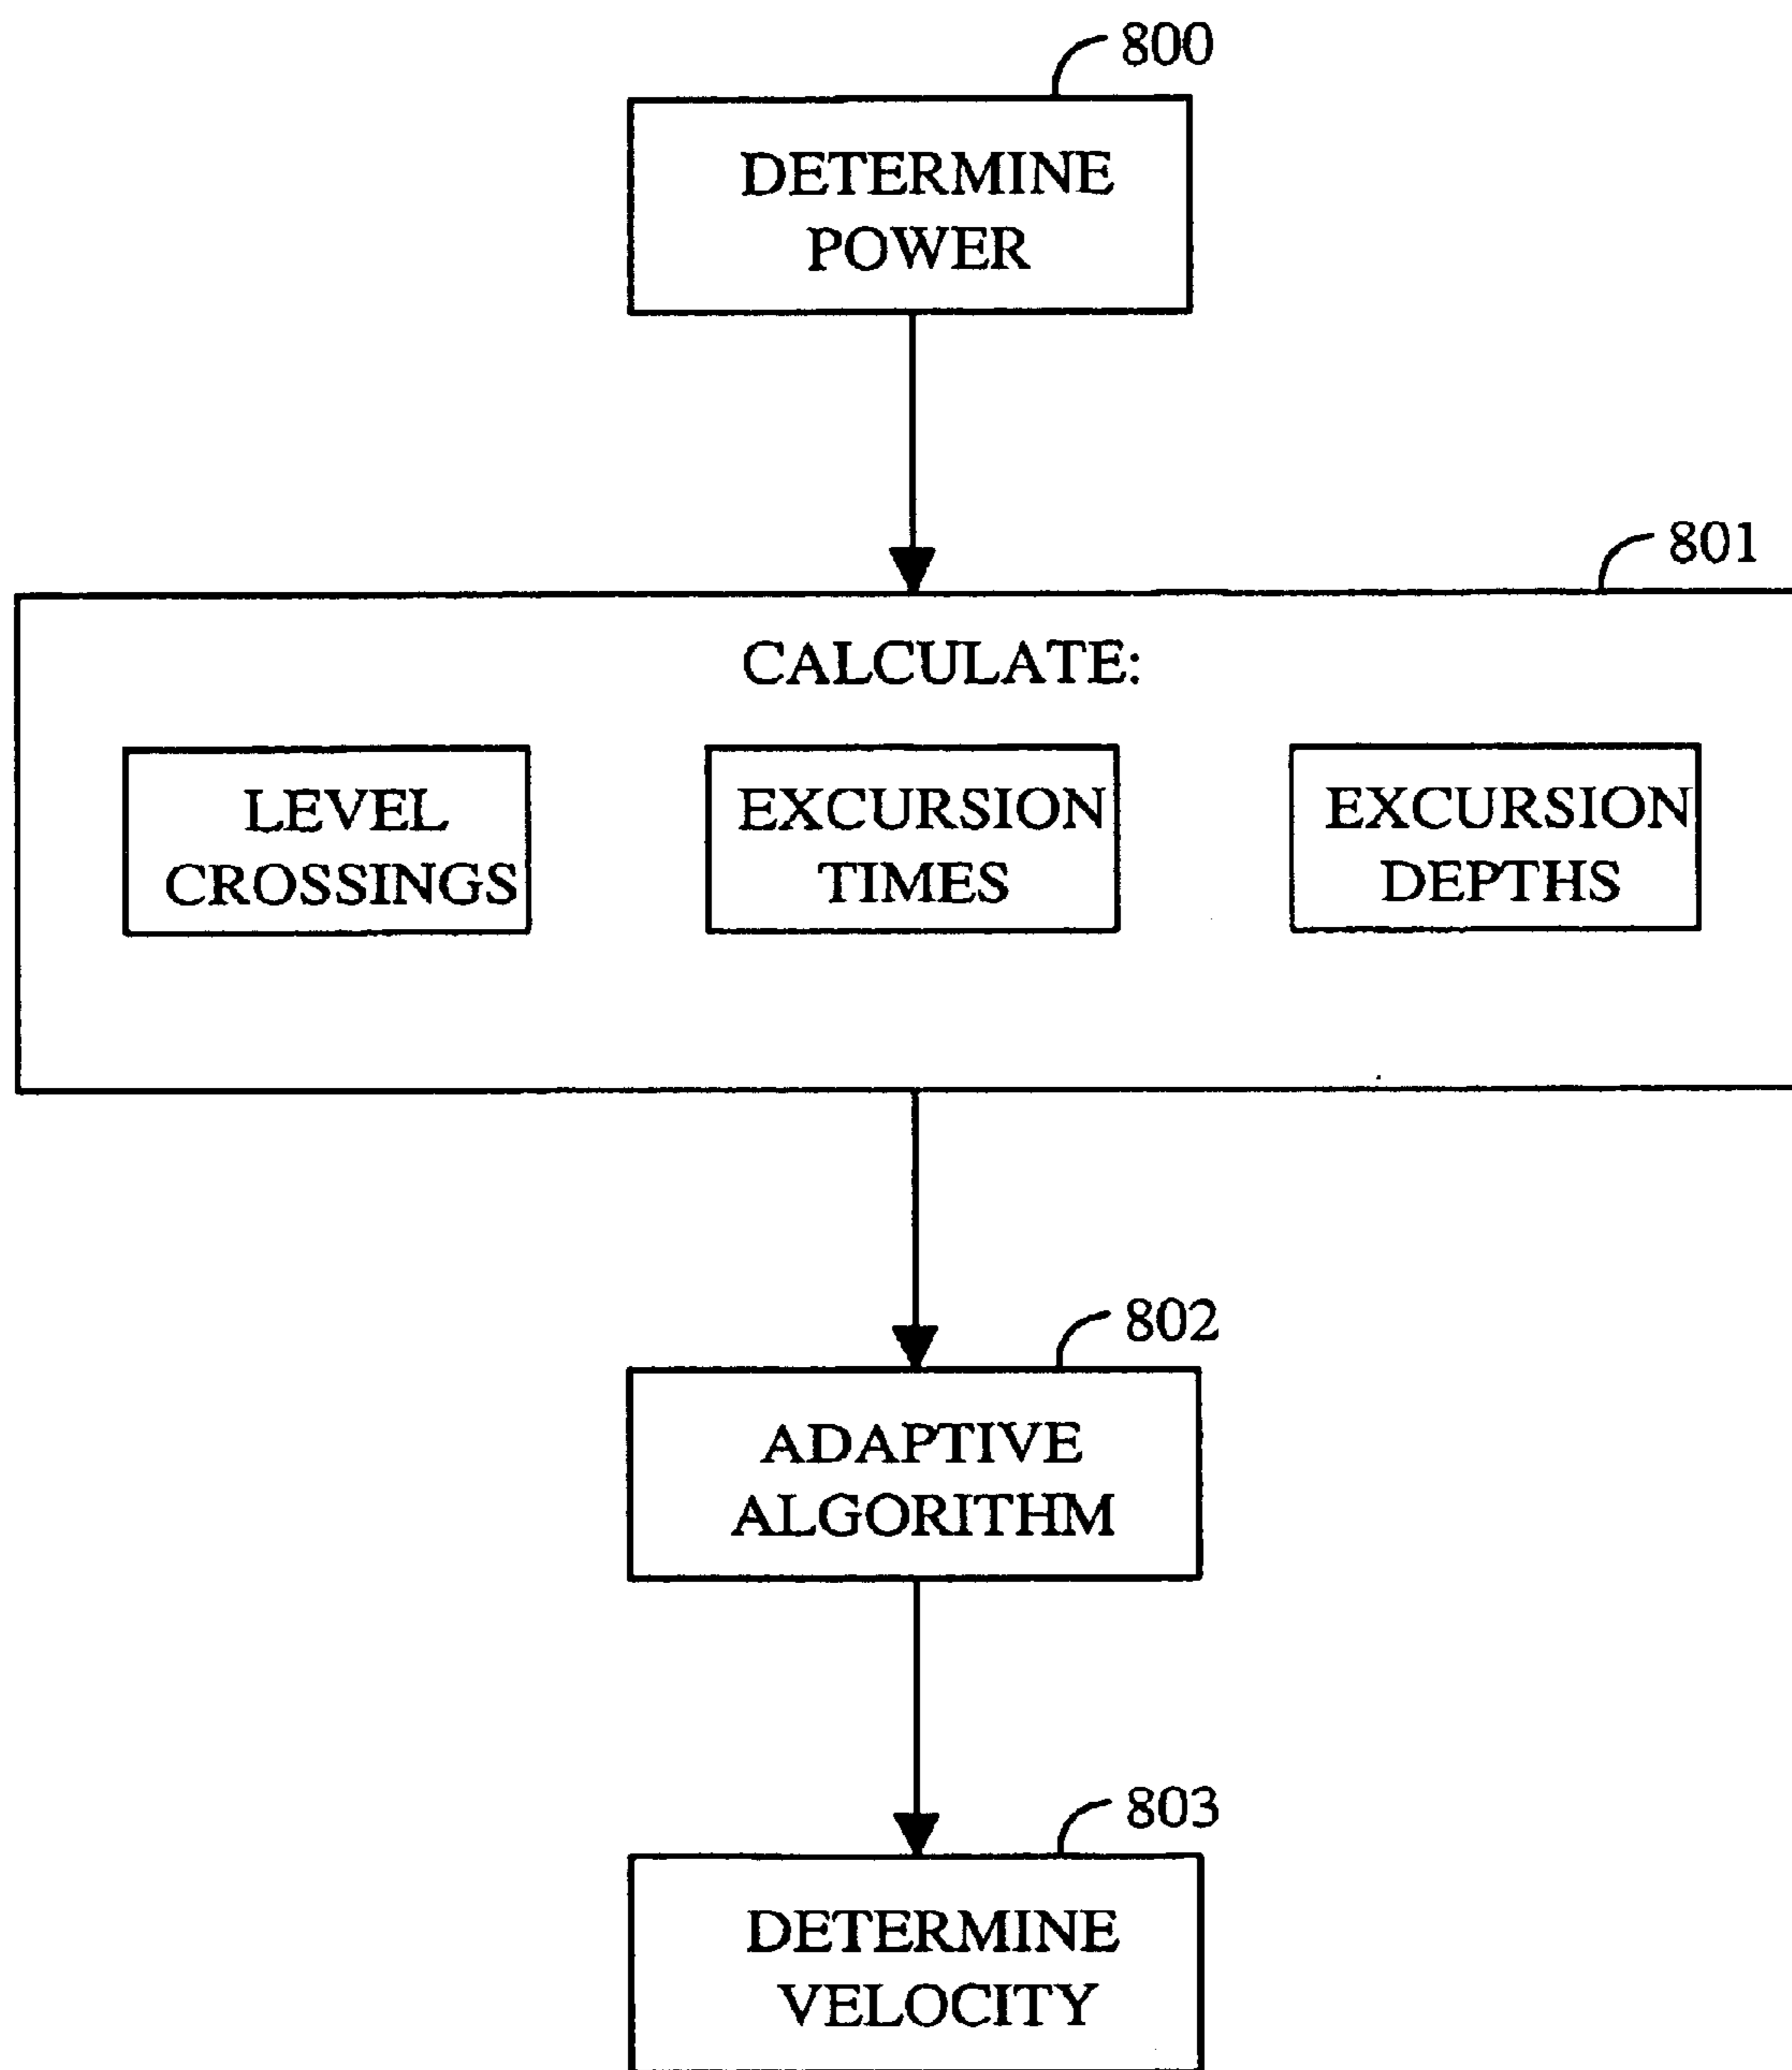 800
DETERMINE
POWER
801
CALCULATE:
LEVEL
CROSSINGS
EXCURSION
TIMES
EXCURSION
DEPTHS
802
ADAPTIVE
ALGORITHM
803
DETERMINE
VELOCITY